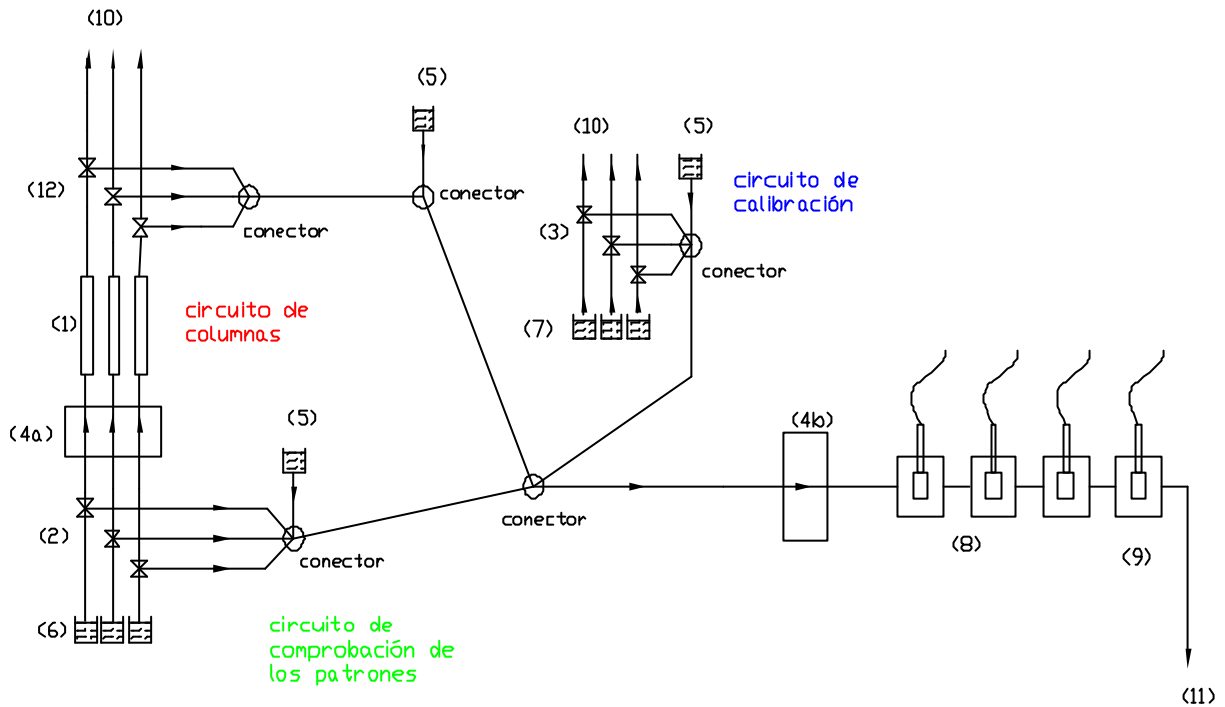 (10)
(5)
(10)
(5)
(12)
conector
conector
circuito de
calibración
(3)
conector
(1)
circuito de
columnas
(7)
(4a)
(5)
(4b)
(2)
conector
conector
(8)
(9)
(6)
circuito de
comprobación de
los patrones
(11)